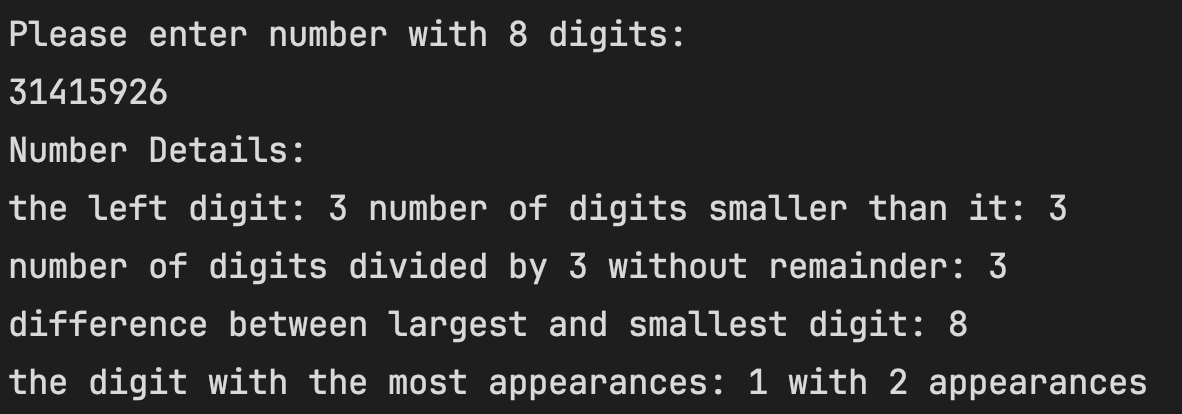 Please enter number with 8 digits:
31415926
Number Details:
the left digit: 3 number of digits smaller than it: 3
number of digits divided by 3 without remainder: 3
difference between largest and smallest digit: 8
the digit with the most appearances: 1 with 2 appearances